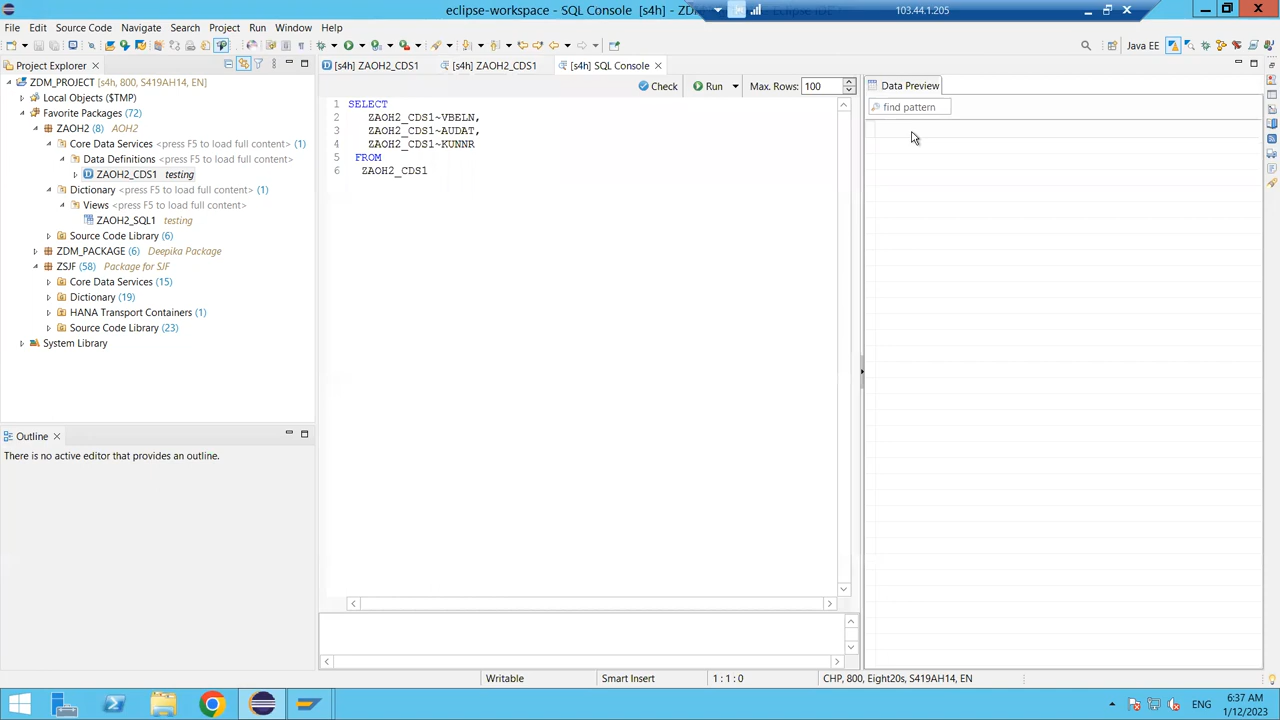 eclipse-workspace - SQL Console [s4h] - ZD
Eclipse IDE
103.44.1.205
File Edit Source Code Navigate Search Project Run Window Help
Java EE
Project Explorer
ZDM_PROJECT [s4h, 800, S419AH14, EN]
Local Objects ($TMP)
Favorite Packages (72)
ZAOH2 (8) AOH2
Core Data Services <press F5 to load full content> (1)
Data Definitions <press F5 to load full content>
ZAOH2_CDS1 testing
Dictionary <press F5 to load full content> (1)
Views <press F5 to load full content>
ZAOH2_SQL1 testing
Source Code Library (6)
ZDM_PACKAGE (6) Deepika Package
ZSJF (58) Package for SJF
Core Data Services (15)
Dictionary (19)
HANA Transport Containers (1)
Source Code Library (23)
System Library
Outline
There is no active editor that provides an outline.
[s4h] ZAOH2_CDS1
[s4h] ZAOH2_CDS1
[s4h] SQL Console
Check Run Max. Rows: 100
1 SELECT
2 ZAOH2_CDS1~VBELN,
3 ZAOH2_CDS1~AUDAT,
4 ZAOH2_CDS1~KUNNR
5 FROM
6 ZAOH2_CDS1
Data Preview
find pattern
Writable
Smart Insert
1 : 1 : 0
CHP, 800, Eight20s, S419AH14, EN
ENG
6:37 AM
1/12/2023